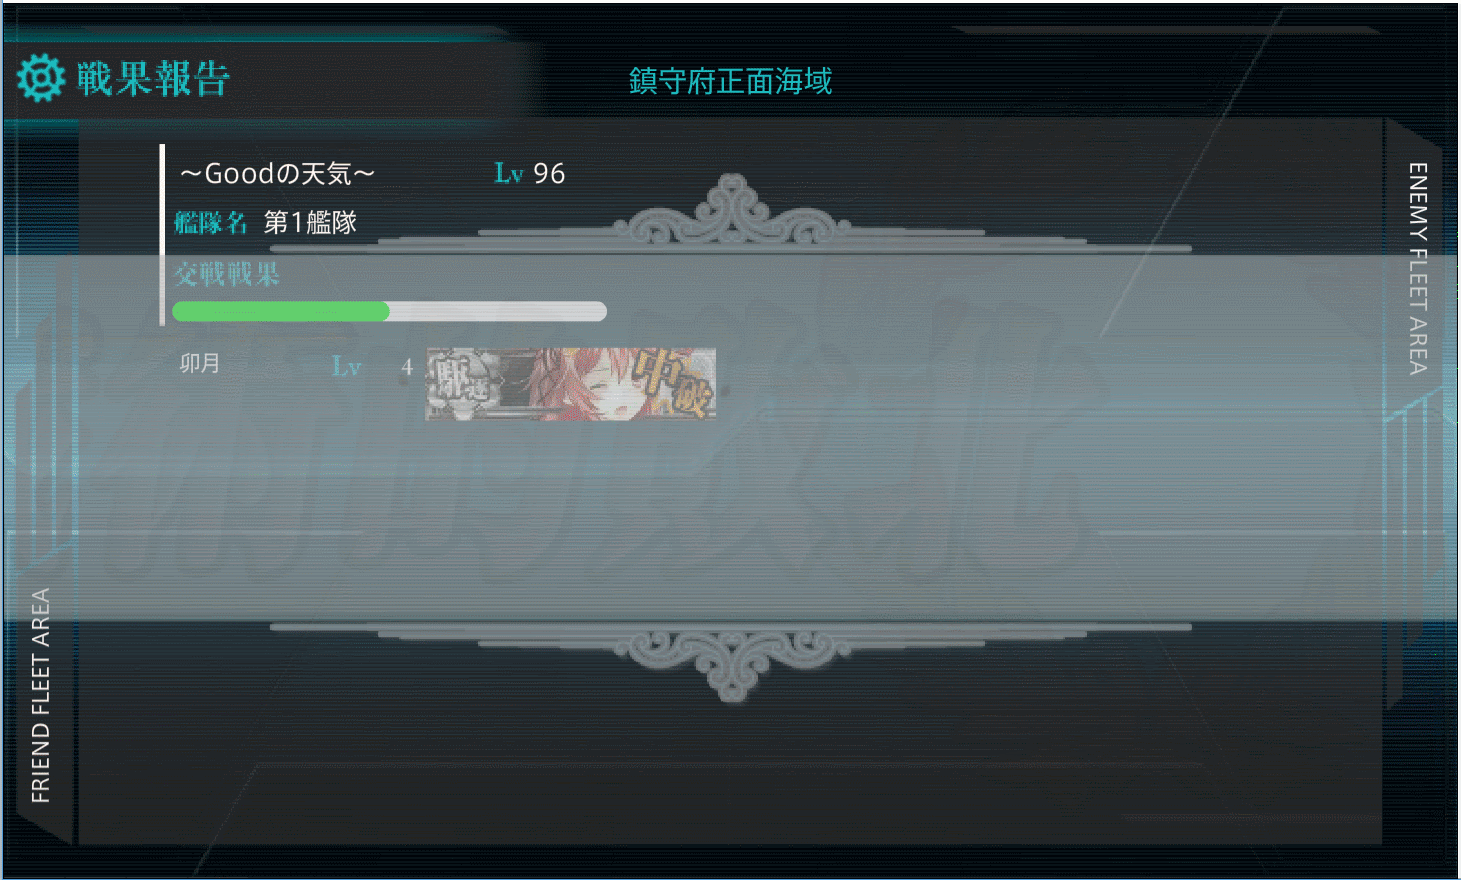 戦果報告
鎮守府正面海域
～Goodの天気～ Lv 96
艦隊名 第1艦隊
交戦戦果
卯月 Lv 4
駆逐
中破
ENEMY FLEET AREA
FRIEND FLEET AREA